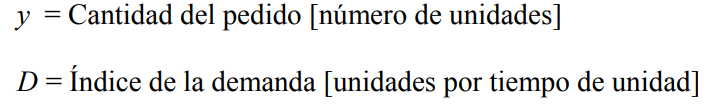 y = Cantidad del pedido [número de unidades]
D = Índice de la demanda [unidades por tiempo de unidad]